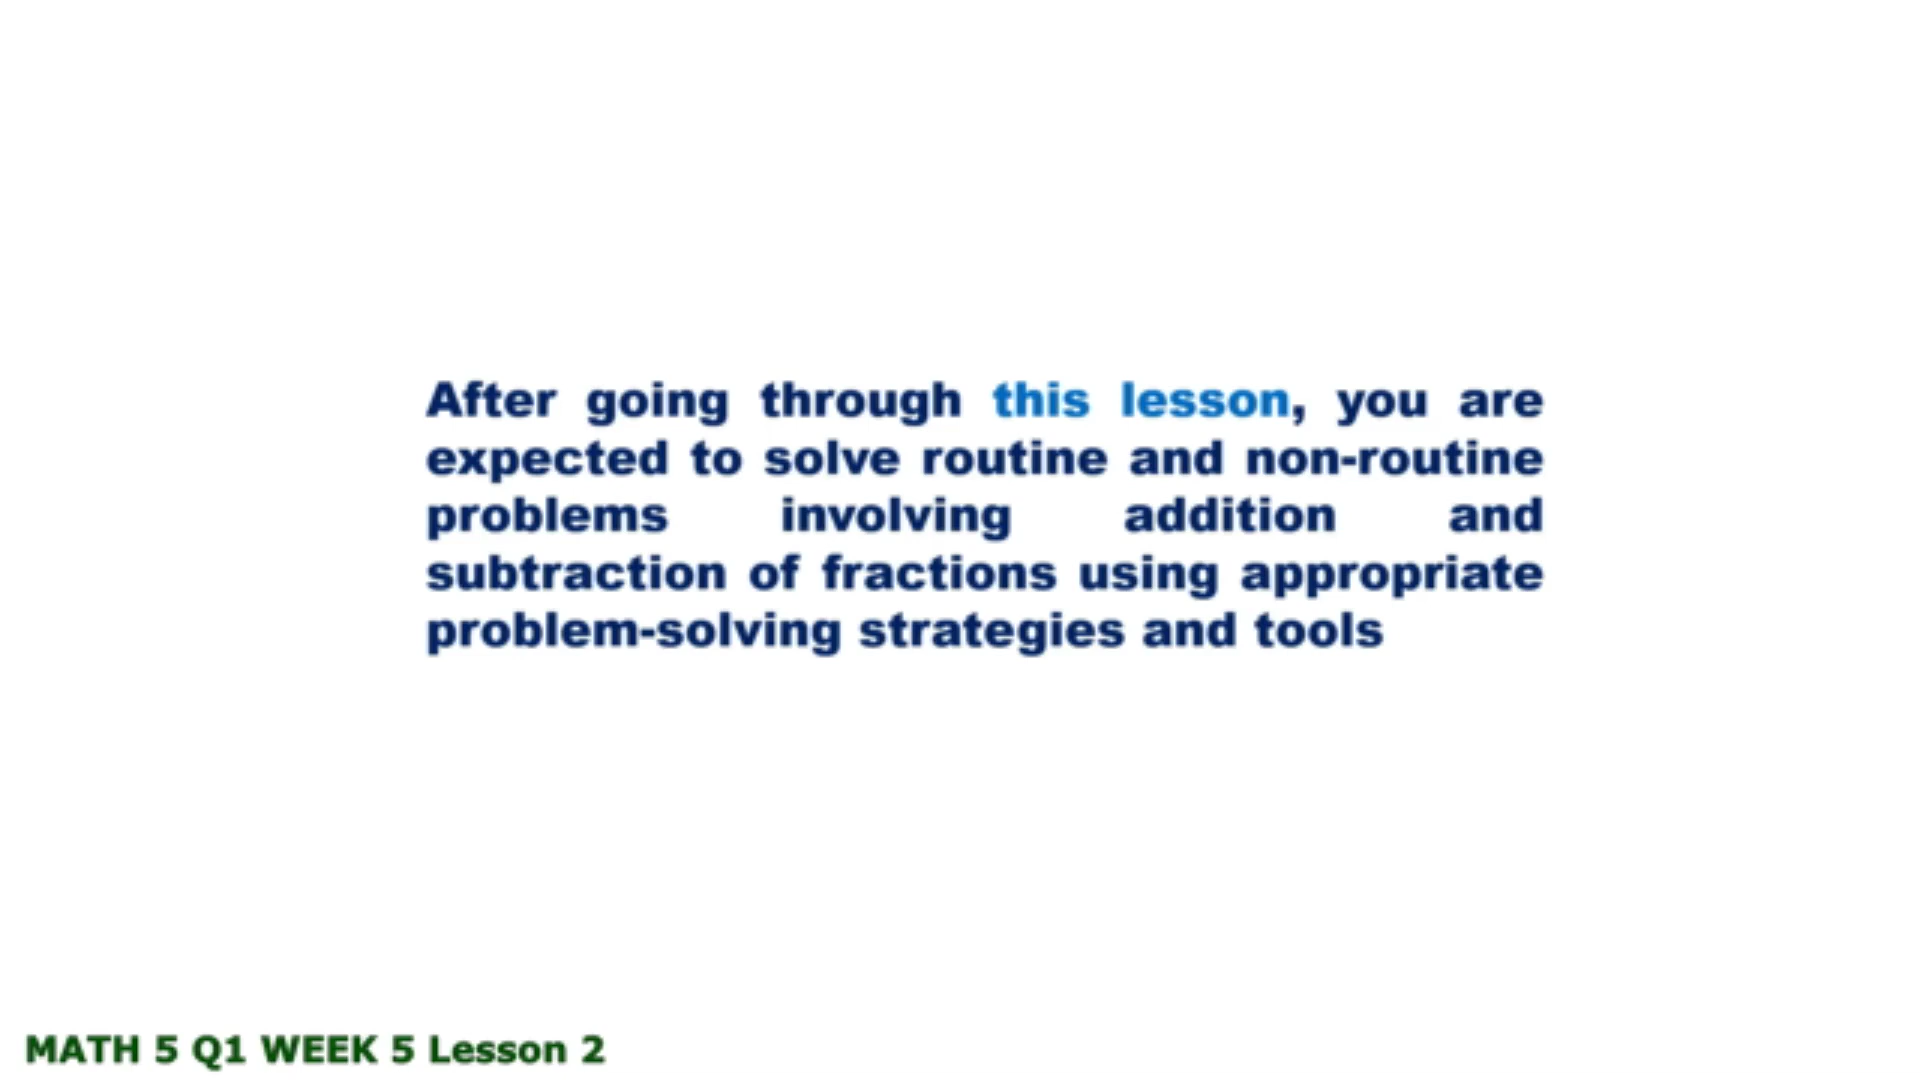 After going through this lesson, you are
expected to solve routine and non-routine
problems involving addition and
subtraction of fractions using appropriate
problem-solving strategies and tools
MATH 5 Q1 WEEK 5 Lesson 2